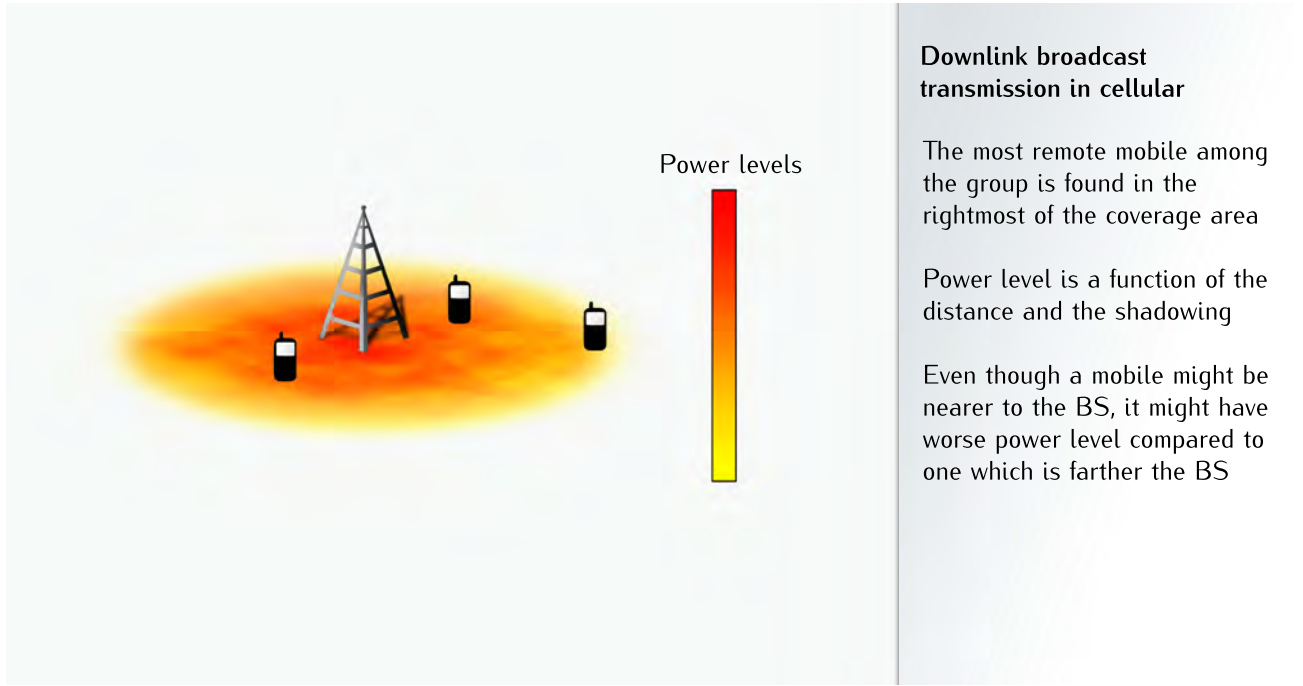 Power levels
Downlink broadcast
transmission in cellular
The most remote mobile among
the group is found in the
rightmost of the coverage area
Power level is a function of the
distance and the shadowing
Even though a mobile might be
nearer to the BS, it might have
worse power level compared to
one which is farther the BS